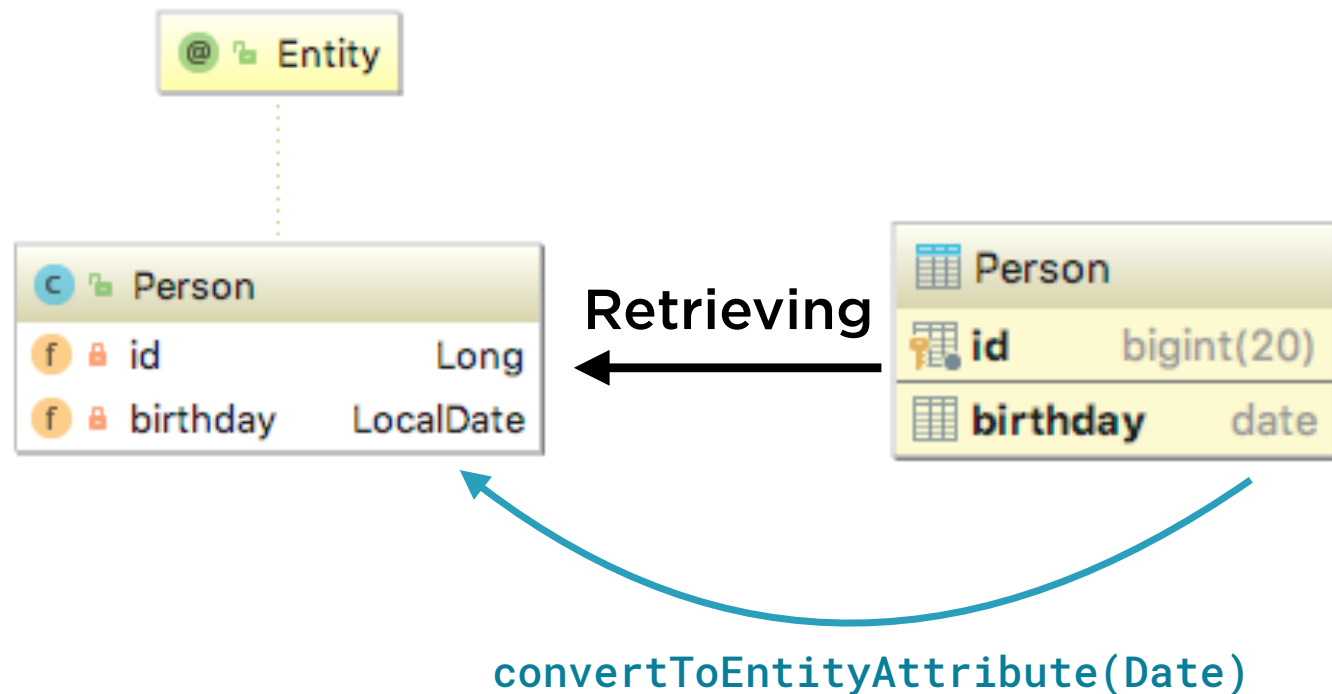 @ Entity
C Person
f id Long
f birthday LocalDate
Retrieving
Person
id bigint(20)
birthday date
convertToEntityAttribute(Date)